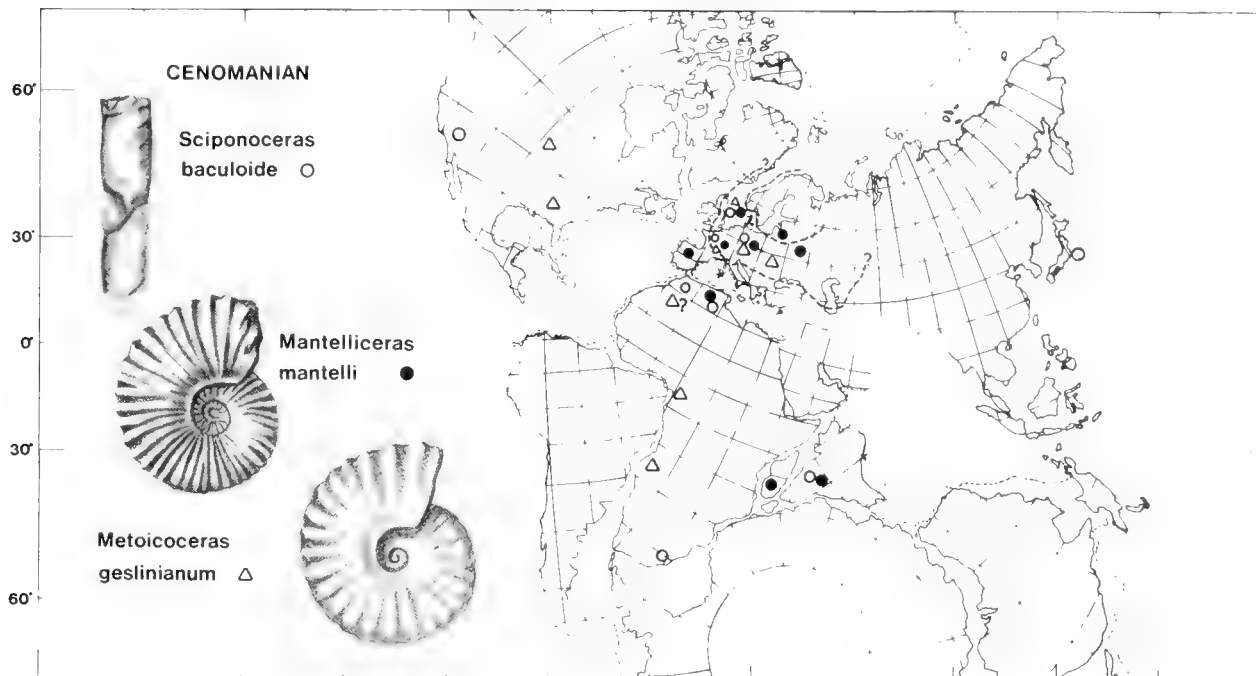 CENOMANIAN
Sciponoceras
baculoide ○
Mantelliceras
mantelli ●
Metoicoceras
geslinianum △
60°
30°
0°
30°
60°
?
?
?
?